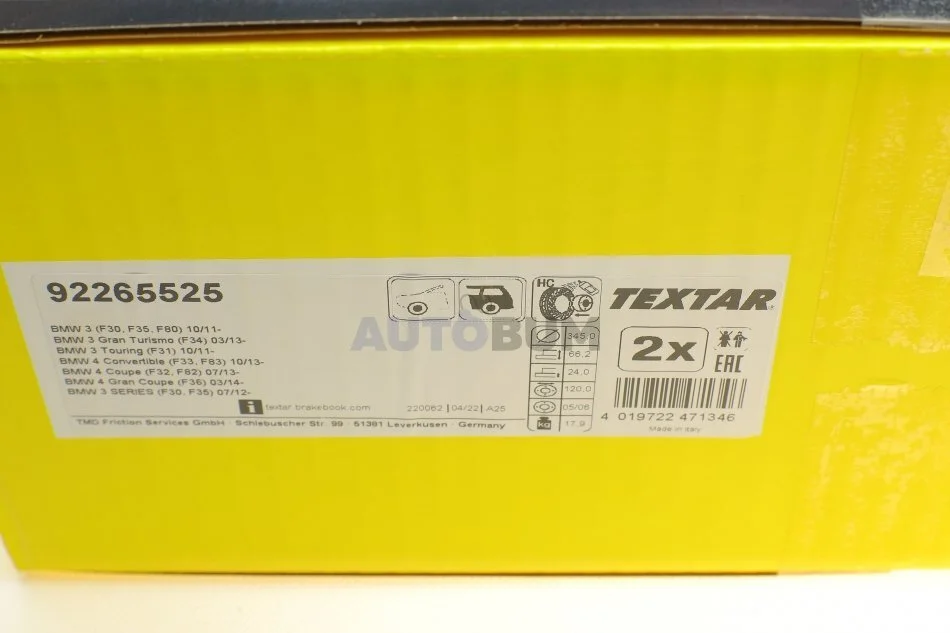 92265525
HC
TEXTAR
BMW 3 (F30, F35, F80) 10/11-
BMW 3 Gran Turismo (F34) 03/13-
BMW 3 Touring (F31) 10/11-
BMW 4 Convertible (F33, F83) 10/13-
BMW 4 Coupe (F32, F82) 07/13-
BMW 4 Gran Coupe (F36) 03/14-
BMW 3 SERIES (F30, F35) 07/12-
AUTOBUM
345,0
66,2
24,0
120,0
05/06
kg 17,9
2x
EAC
i textar brakebook.com
220062 | 04/22 | A25
4 019722 471346
Made in Italy
TMD Friction Services GmbH · Schlebuscher Str. 99 · 51381 Leverkusen · Germany